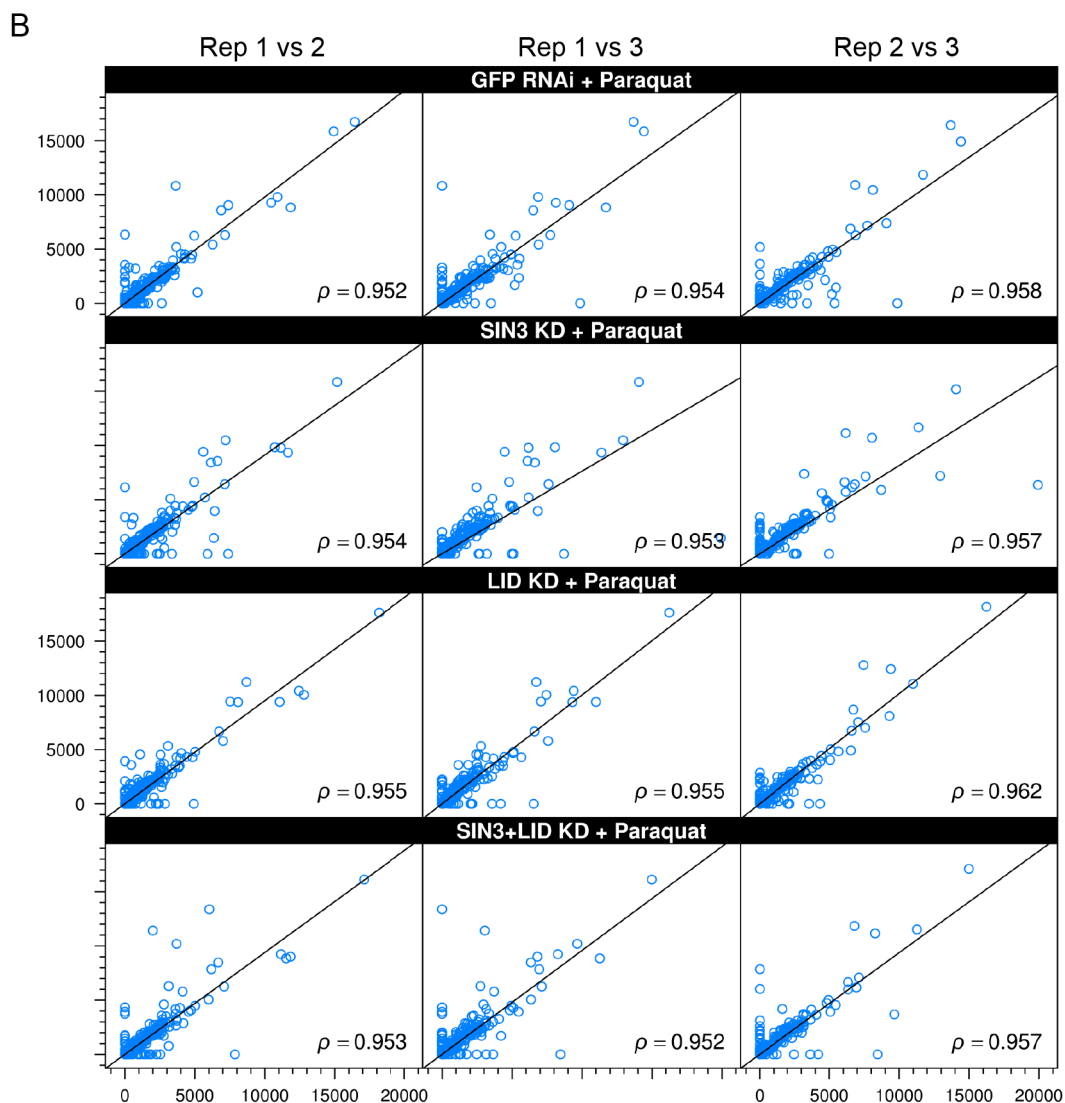 B
Rep 1 vs 2 Rep 1 vs 3 Rep 2 vs 3
GFP RNAi + Paraquat
15000
10000
5000
0
ρ = 0.952 ρ = 0.954 ρ = 0.958
SIN3 KD + Paraquat
ρ = 0.954 ρ = 0.953 ρ = 0.957
LID KD + Paraquat
15000
10000
5000
0
ρ = 0.955 ρ = 0.955 ρ = 0.962
SIN3+LID KD + Paraquat
ρ = 0.953 ρ = 0.952 ρ = 0.957
0 5000 10000 15000 20000 0 5000 10000 15000 20000